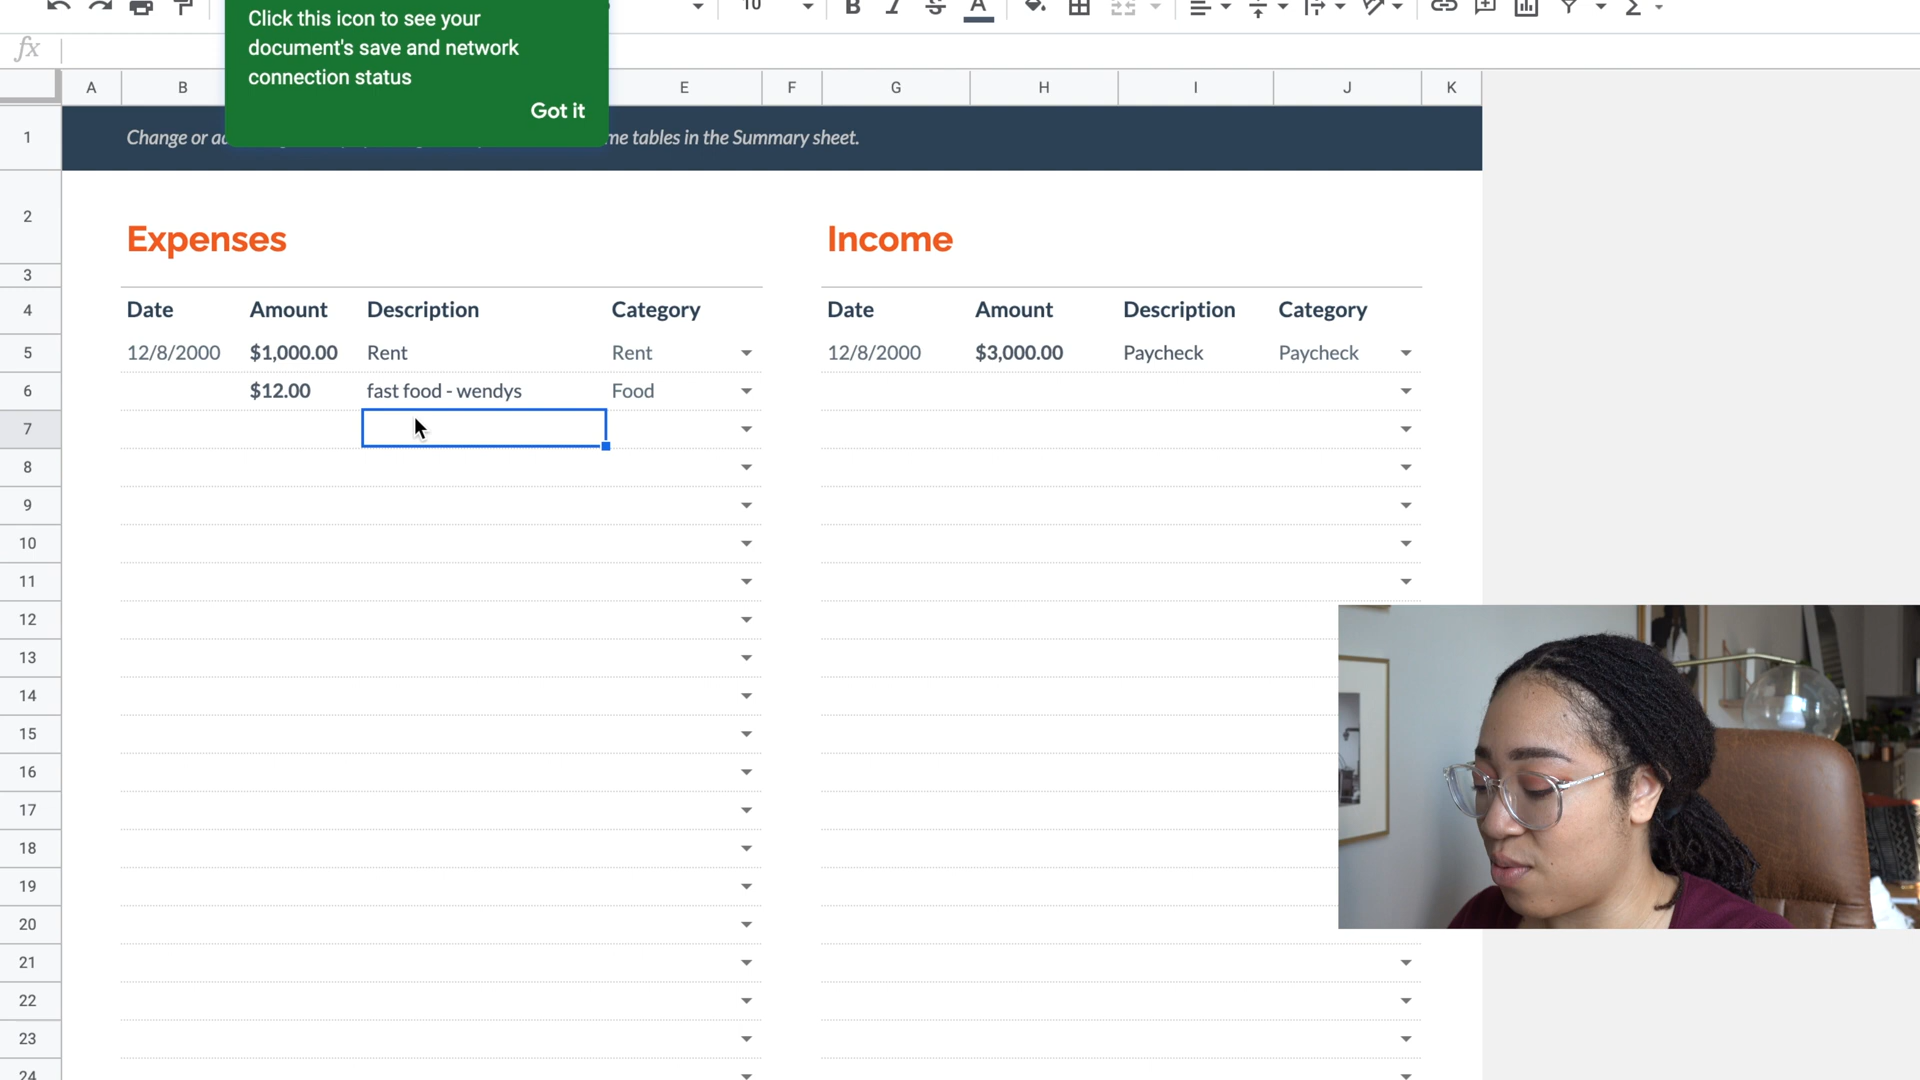 10
B
A
Click this icon to see your
document's save and network
connection status
Got it
fx
A B E F G H I J K
1 Change or a me tables in the Summary sheet.
2 Expenses Income
3
4 Date Amount Description Category Date Amount Description Category
5 12/8/2000 $1,000.00 Rent Rent 12/8/2000 $3,000.00 Paycheck Paycheck
6 $12.00 fast food - wendys Food
7
8
9
10
11
12
13
14
15
16
17
18
19
20
21
22
23
24